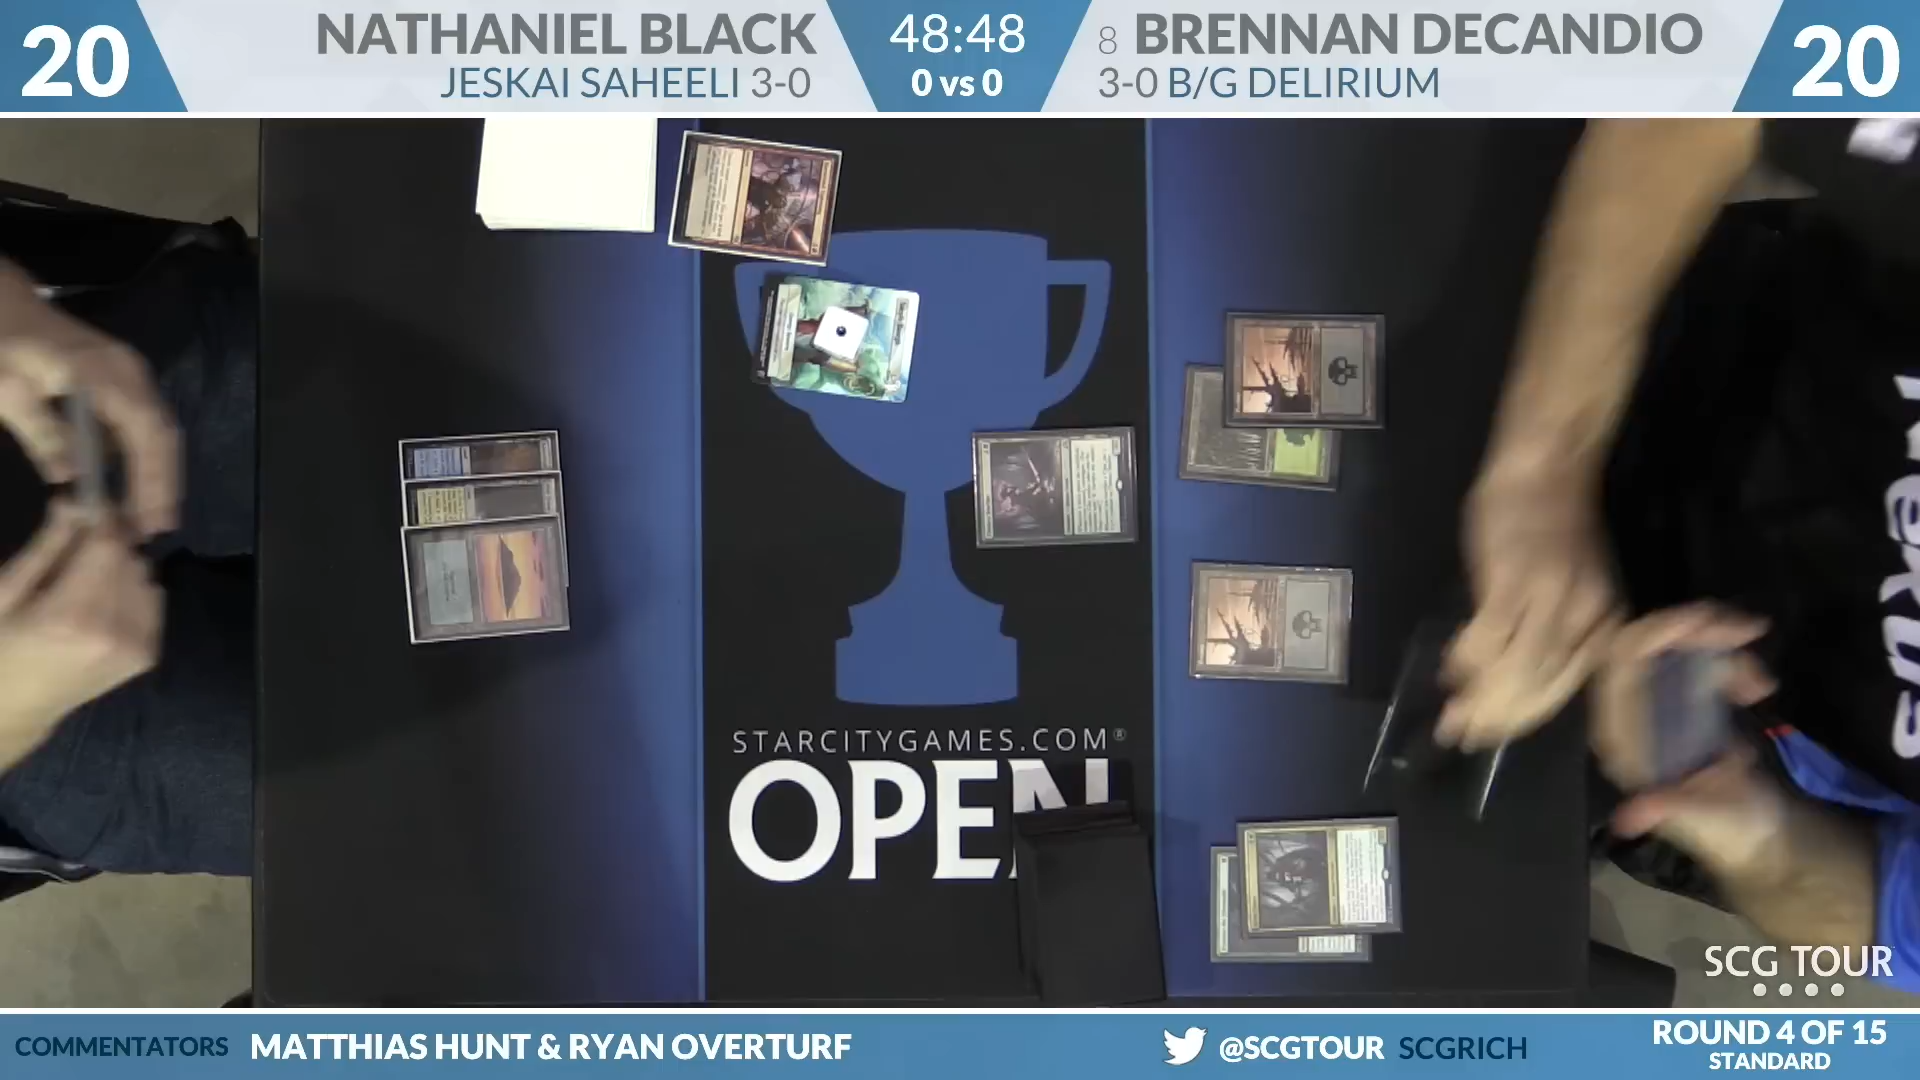 20
NATHANIEL BLACK
JESKAI SAHEELI 3-0
48:48
0 vs 0
8 BRENNAN DECANDIO
3-0 B/G DELIRIUM
20
STARCITYGAMES.COM®
OPEN
NEXUS
SCG TOUR
COMMENTATORS MATTHIAS HUNT & RYAN OVERTURF
@SCGTOUR SCGRICH
ROUND 4 OF 15
STANDARD